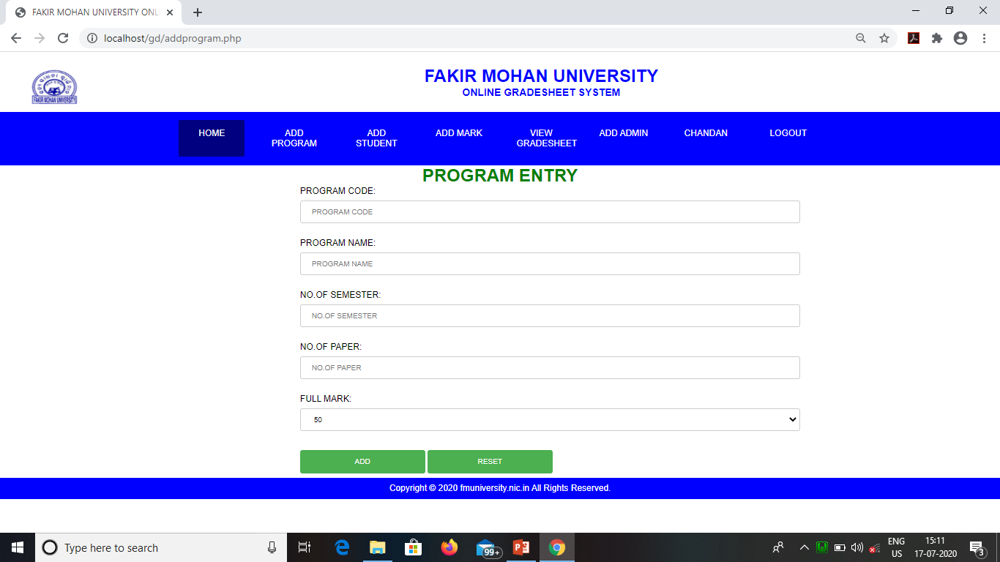 FAKIR MOHAN UNIVERSITY ONLI
localhost/gd/addprogram.php
FAKIR MOHAN UNIVERSITY
FAKIR MOHAN UNIVERSITY
ONLINE GRADESHEET SYSTEM
HOME
ADD PROGRAM
ADD STUDENT
ADD MARK
VIEW GRADESHEET
ADD ADMIN
CHANDAN
LOGOUT
PROGRAM ENTRY
PROGRAM CODE:
PROGRAM CODE
PROGRAM NAME:
PROGRAM NAME
NO.OF SEMESTER:
NO.OF SEMESTER
NO.OF PAPER:
NO.OF PAPER
FULL MARK:
50
ADD RESET
Copyright © 2020 fmuniversity.nic.in All Rights Reserved.
Type here to search
99+
ENG
US
15:11
17-07-2020
3